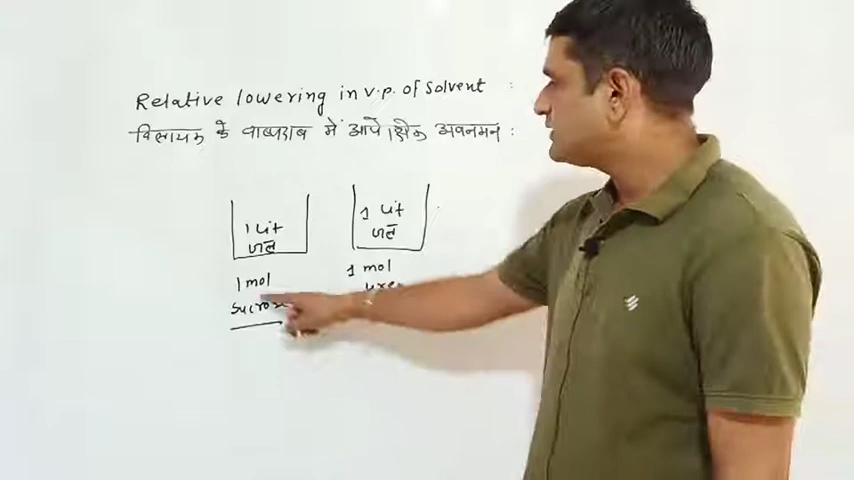 Relative lowering in v.p. of Solvent :
विलायक के वाष्पदाब में आपेक्षिक अवनमन :
1 Lit
जल
1 Lit
जल
1 mol
Sucrose
1 mol